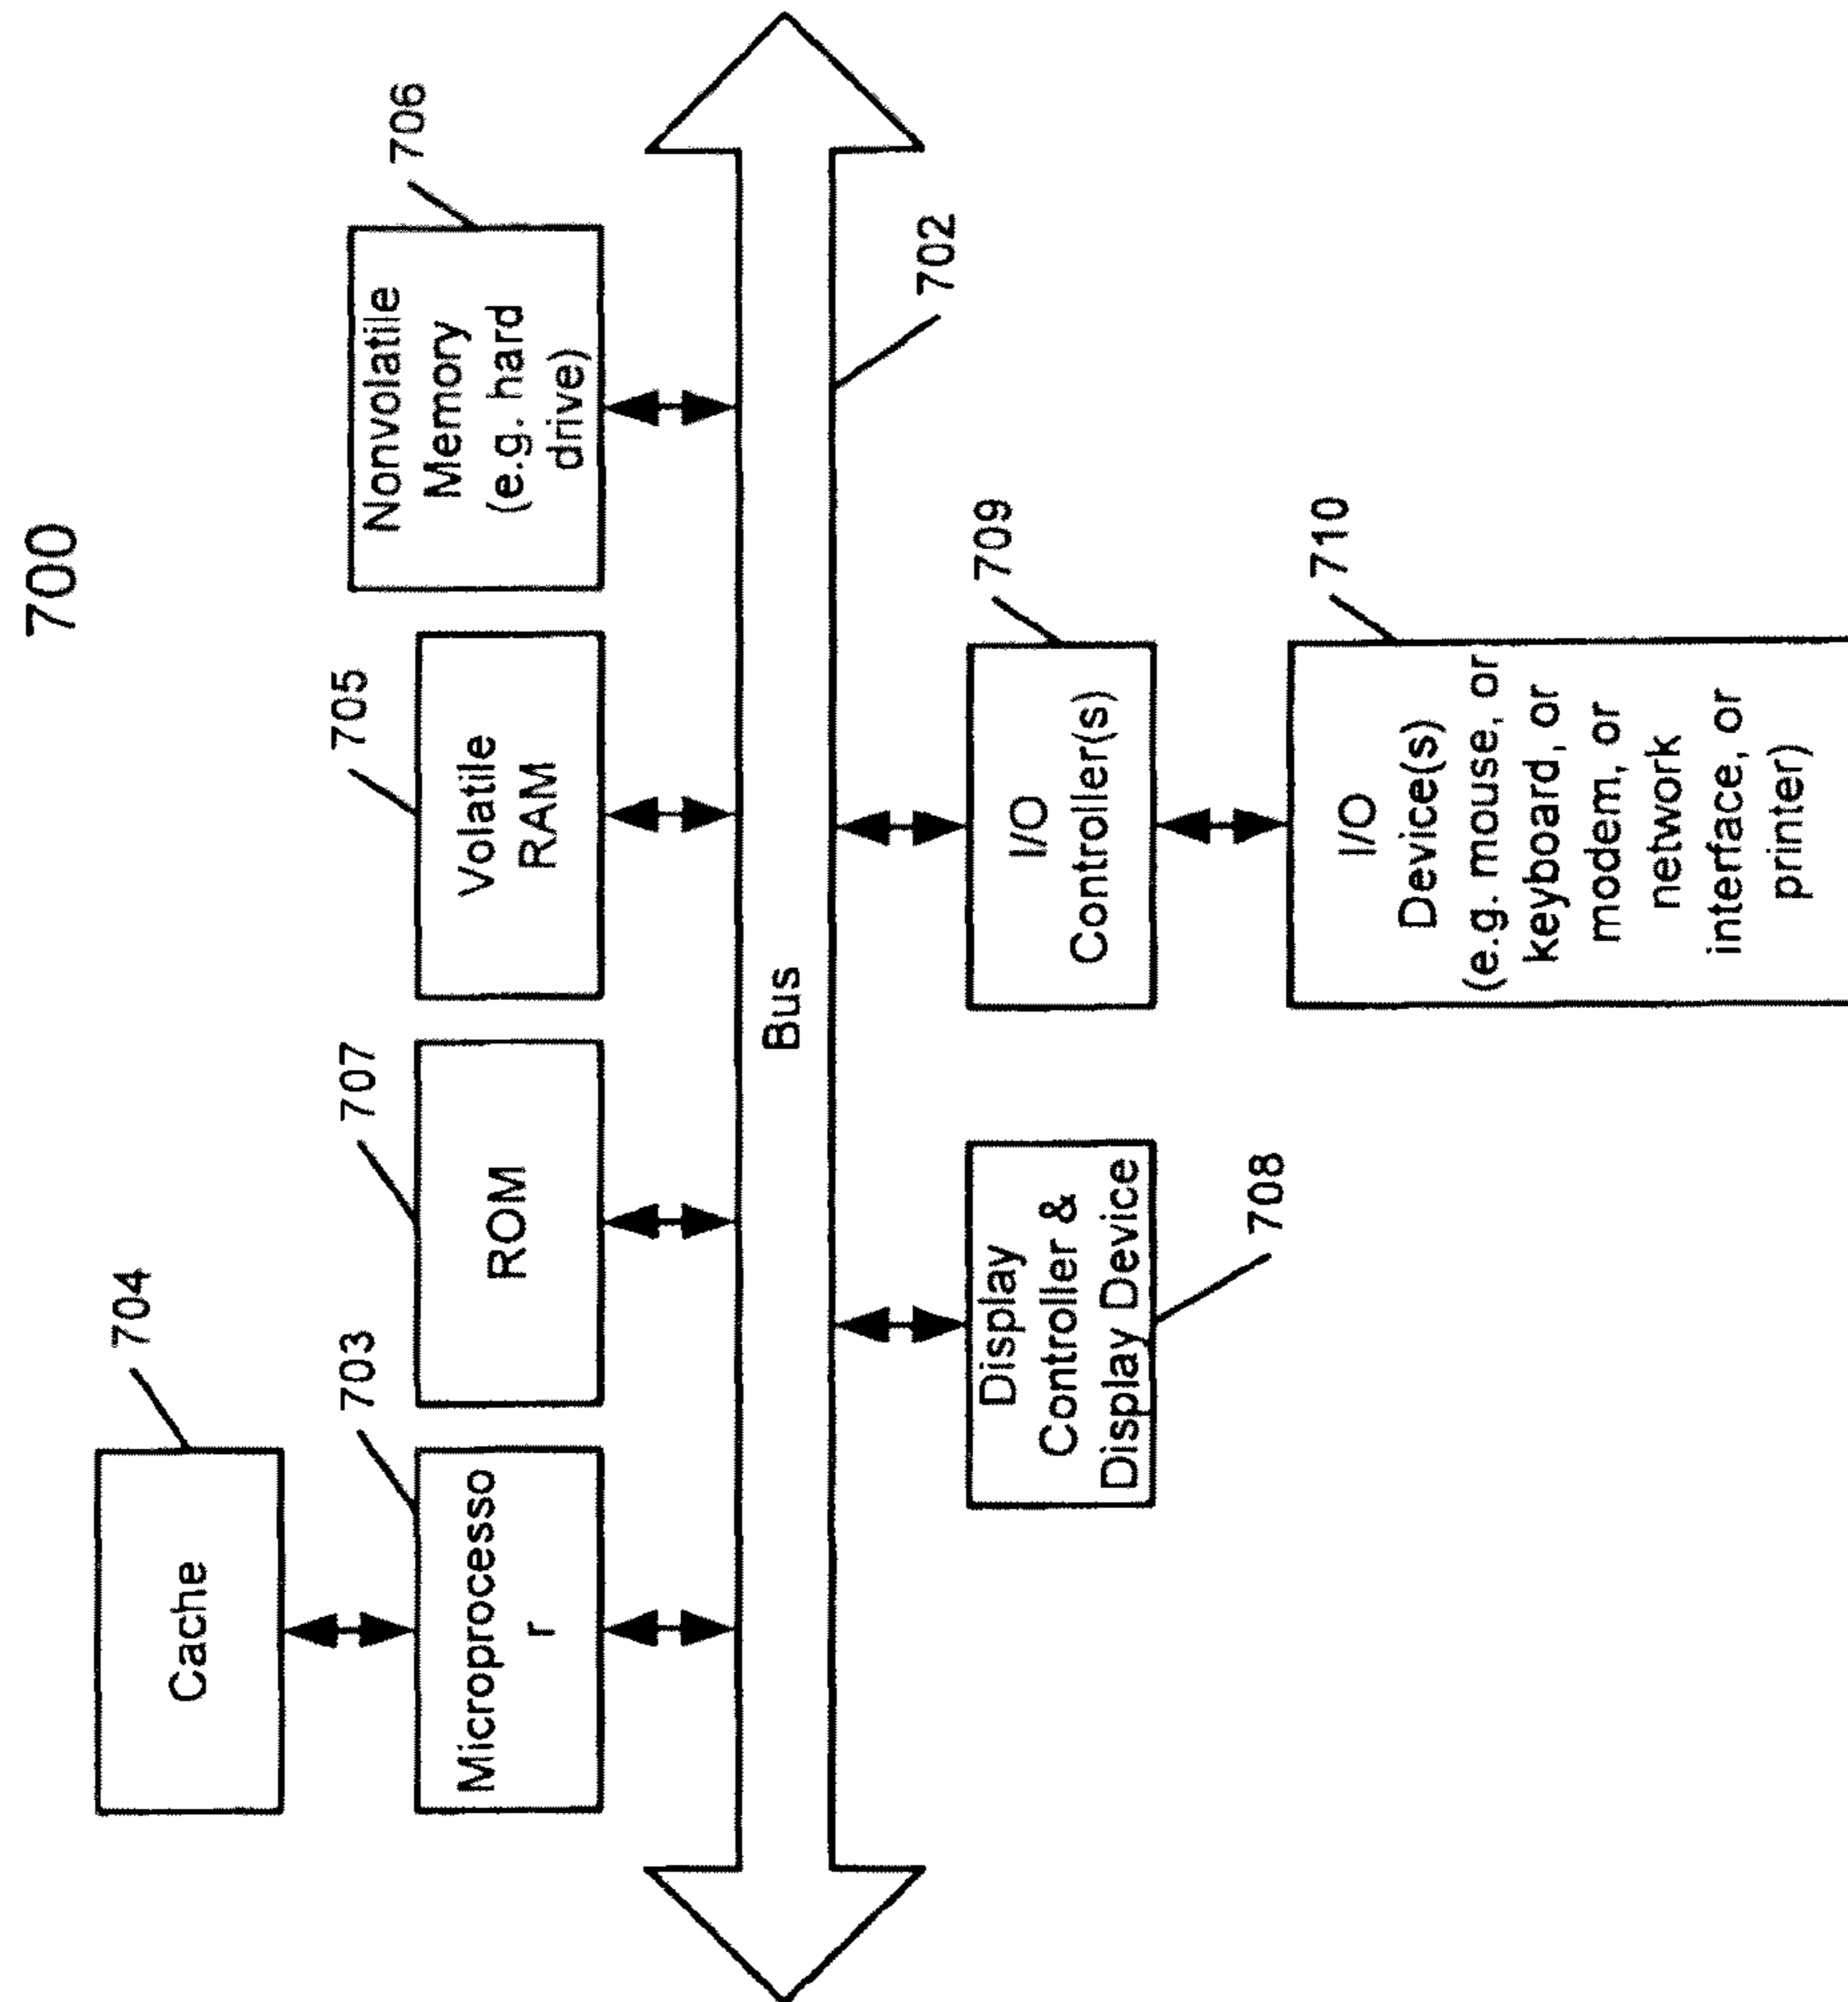 700
704
Cache
703
Microprocesso
r
707
ROM
705
Volatile
RAM
706
Nonvolatile
Memory
(e.g. hard
drive)
Bus
702
Display
Controller &
Display Device
708
709
I/O
Controller(s)
710
I/O
Device(s)
(e.g. mouse, or
keyboard, or
modem, or
network
interface, or
printer)